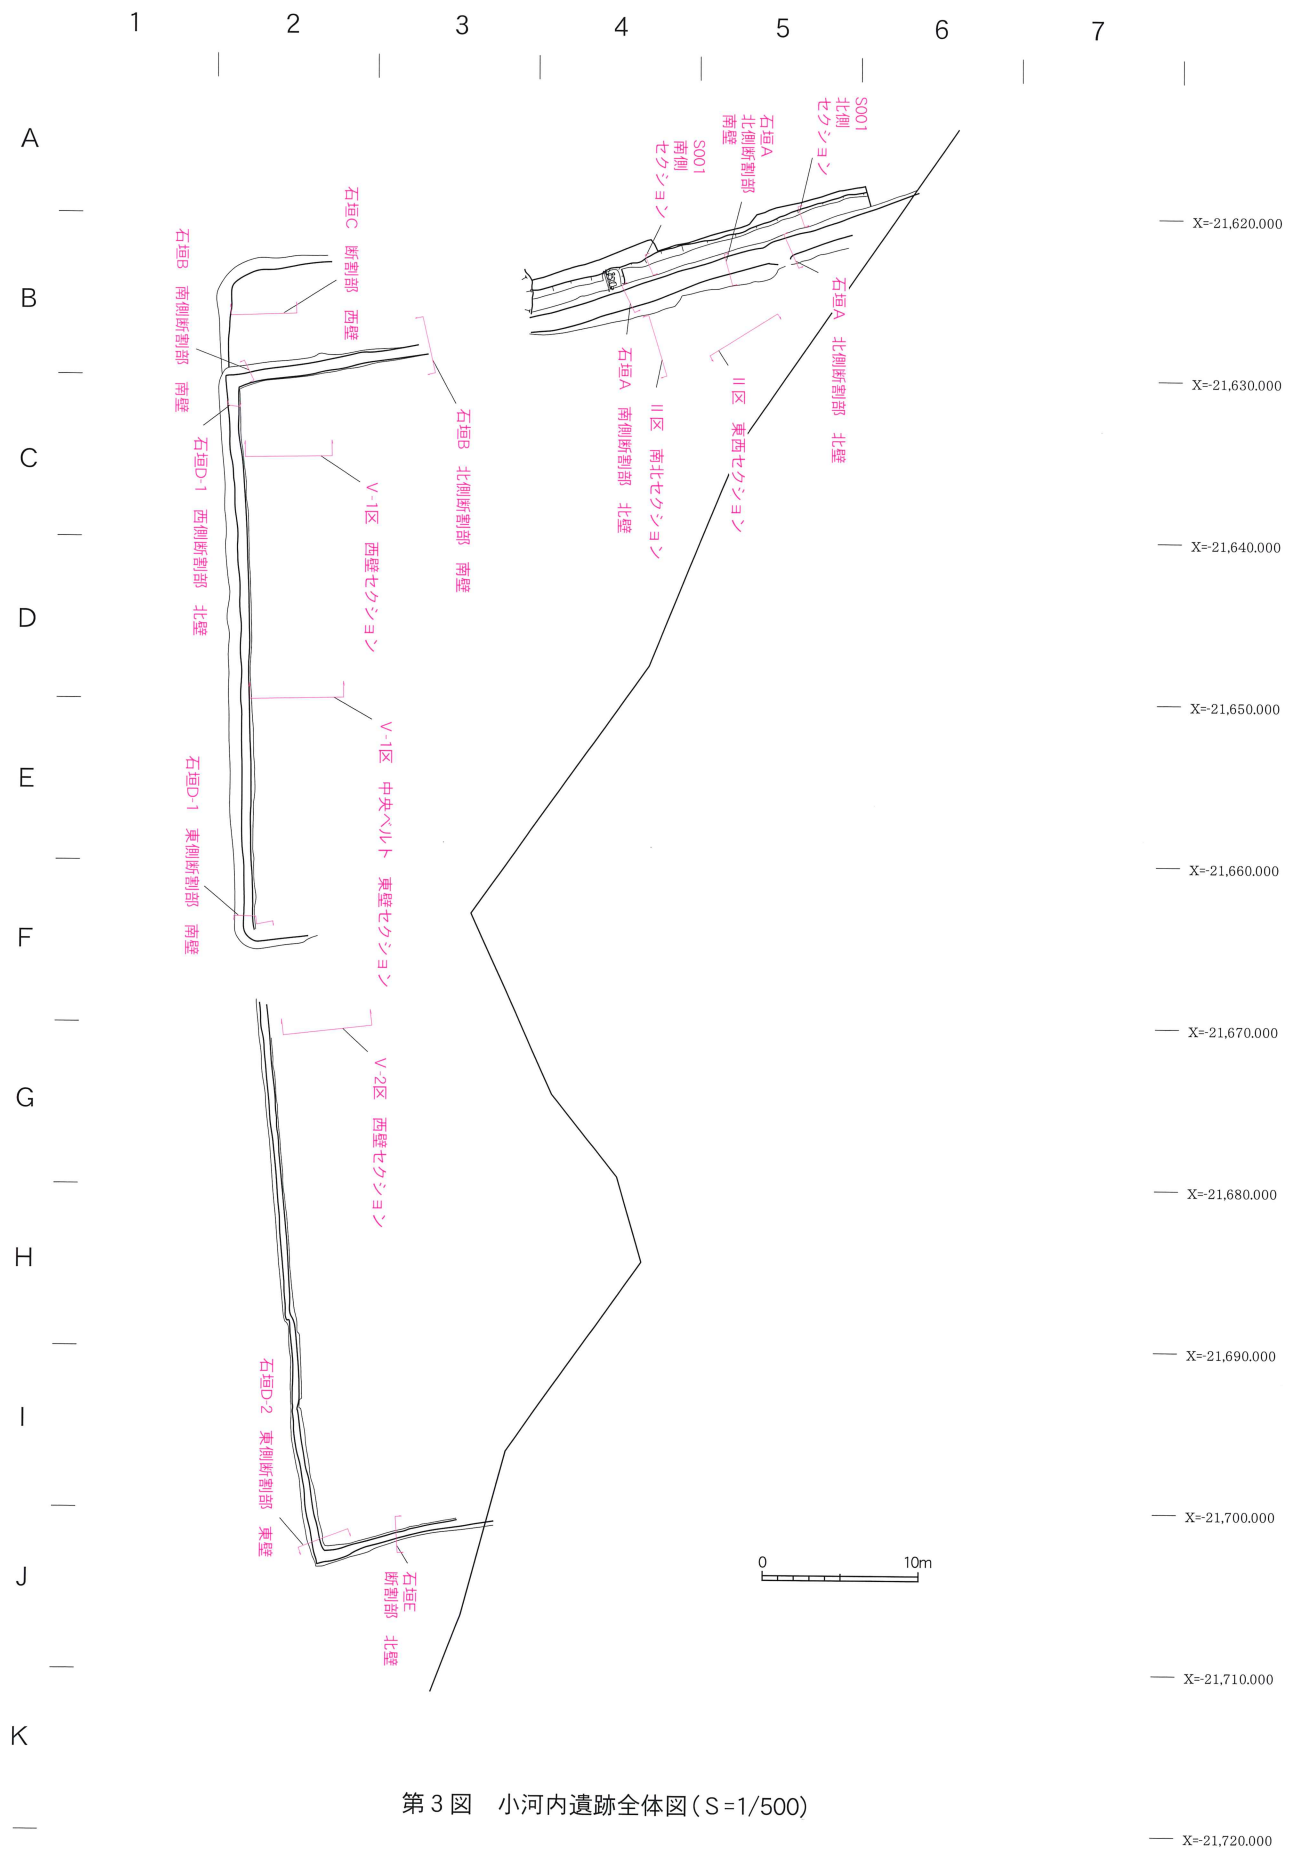 1
2
3
4
5
6
7
A
B
C
D
E
F
G
H
I
J
K
S001
北側
セクション
石垣A
北側断割部
南壁
S001
南側
セクション
石垣C 断割部 西壁
石垣B 南側断割部 南壁
石垣A 北側断割部 北壁
石垣A 南側断割部 北壁
II区 東西セクション
II区 南北セクション
石垣B 北側断割部 南壁
石垣D-1 西側断割部 北壁
V-1区 西壁セクション
V-1区 中央ベルト 東壁セクション
石垣D-1 東側断割部 南壁
V-2区 西壁セクション
石垣D-2 東側断割部 東壁
石垣E
断割部 北壁
X=-21,620.000
X=-21,630.000
X=-21,640.000
X=-21,650.000
X=-21,660.000
X=-21,670.000
X=-21,680.000
X=-21,690.000
X=-21,700.000
X=-21,710.000
X=-21,720.000
0 10m
第3図 小河内遺跡全体図(S=1/500)